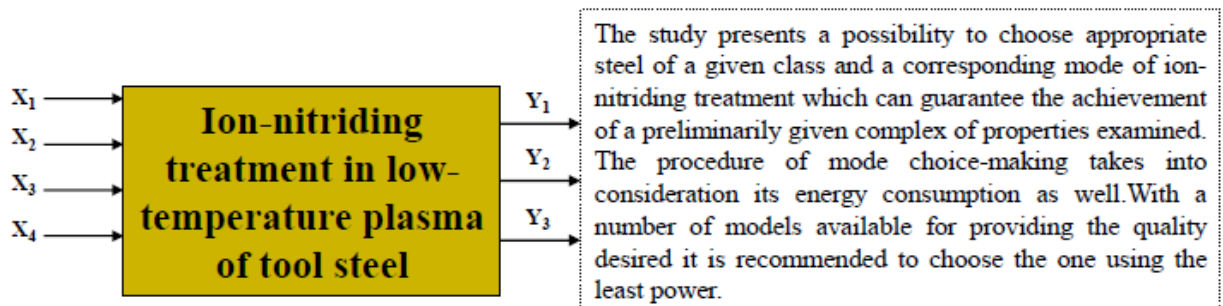 X1
X2
X3
X4
Ion-nitriding
treatment in low-
temperature plasma
of tool steel
Y1
Y2
Y3
The study presents a possibility to choose appropriate
steel of a given class and a corresponding mode of ion-
nitriding treatment which can guarantee the achievement
of a preliminarily given complex of properties examined.
The procedure of mode choice-making takes into
consideration its energy consumption as well.With a
number of models available for providing the quality
desired it is recommended to choose the one using the
least power.